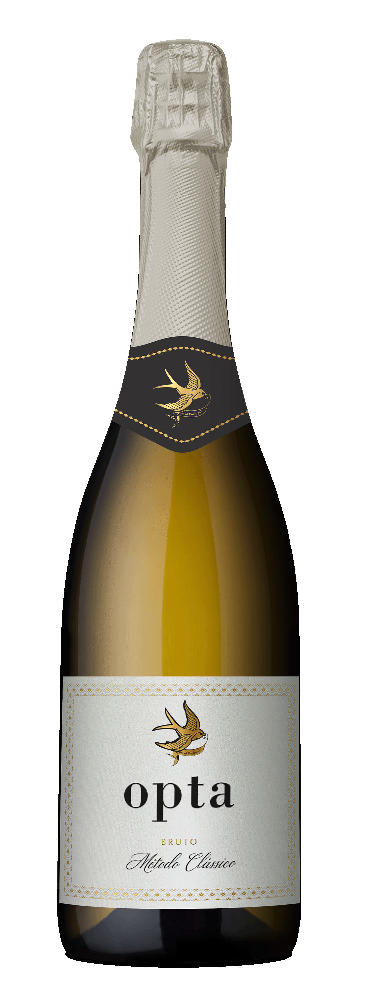 Wine of Portugal
Wine of Portugal
opta
BRUTO
Método Clássico